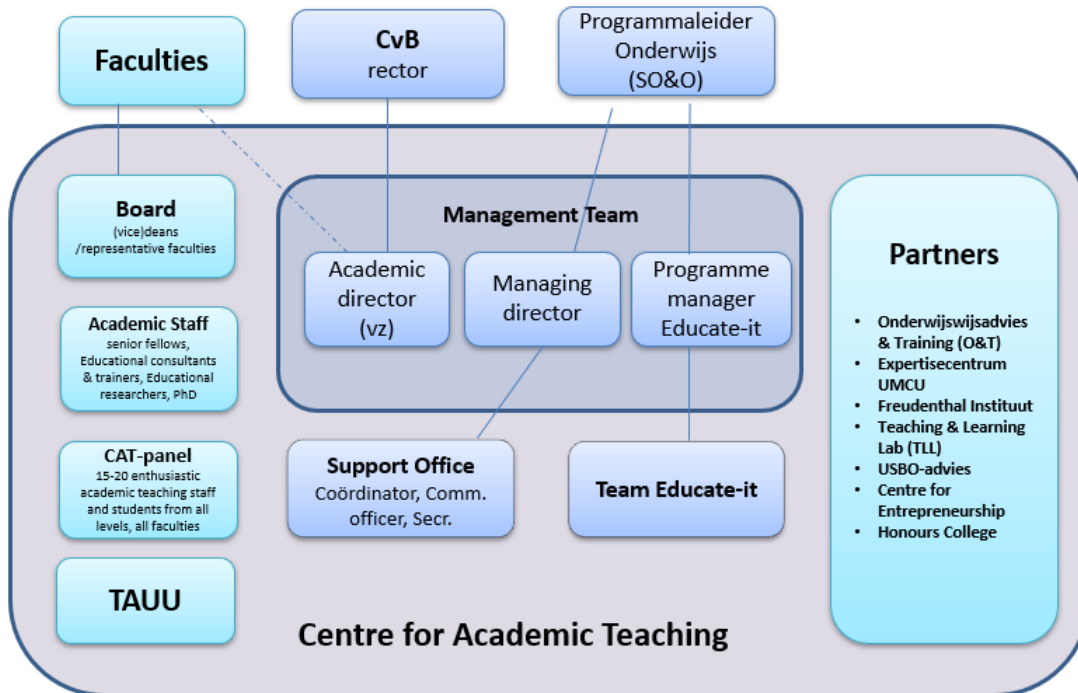 Faculties
CvB
rector
Programmaleider
Onderwijs
(SO&O)
Board
(vice)deans
/representative faculties
Management Team
Academic
director
(vz)
Managing
director
Programme
manager
Educate-it
Academic Staff
senior fellows,
Educational consultants
& trainers, Educational
researchers, PhD
CAT-panel
15-20 enthusiastic
academic teaching staff
and students from all
levels, all faculties
Support Office
Coördinator, Comm.
officer, Secr.
Team Educate-it
TAUU
Centre for Academic Teaching
Partners
• Onderwijswijsadvies
& Training (O&T)
• Expertisecentrum
UMCU
• Freudenthal Instituut
• Teaching & Learning
Lab (TLL)
• USBO-advies
• Centre for
Entrepreneurship
• Honours College